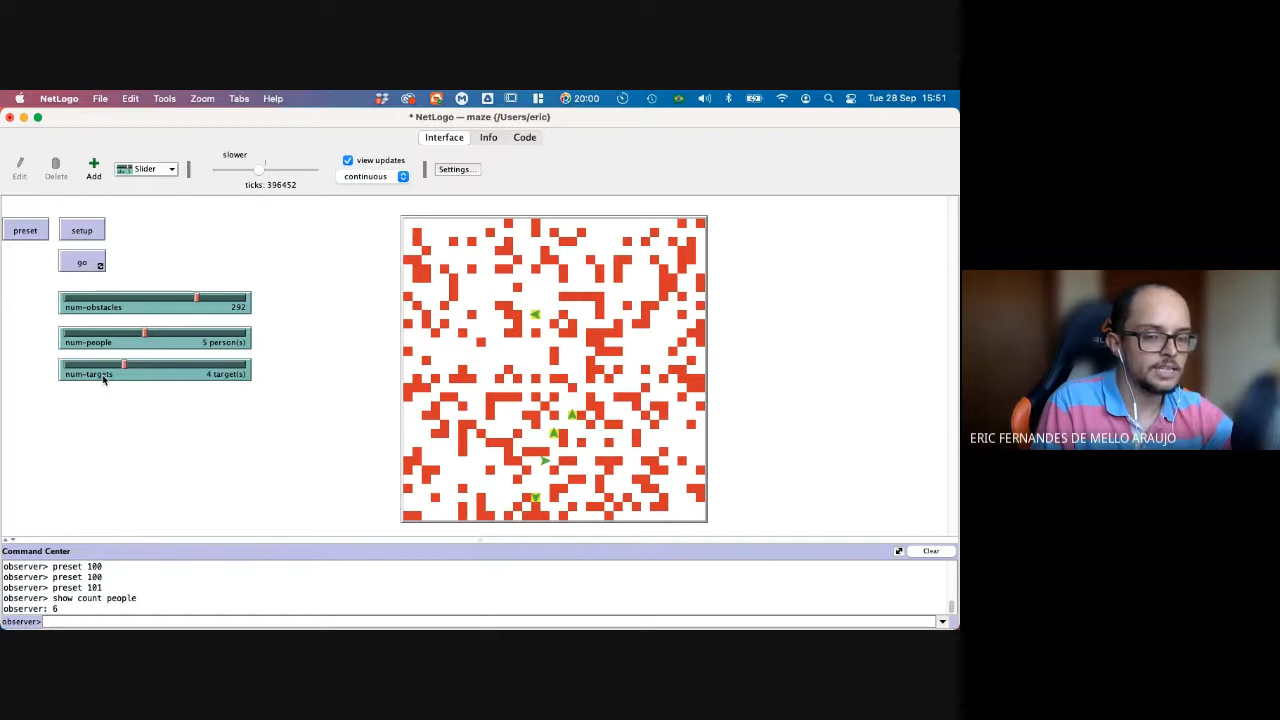 NetLogo File Edit Tools Zoom Tabs Help 20:00 Tue 28 Sep 15:51
* NetLogo — maze {/Users/eric}
Interface Info Code
Edit Delete Add Slider slower ticks: 396452 view updates continuous Settings...
preset setup
go
num-obstacles 292
num-people 5 person(s)
num-targets 4 target(s)
ERIC FERNANDES DE MELLO ARAUJO
Command Center Clear
observer> preset 100
observer> preset 100
observer> preset 101
observer> show count people
observer: 6
observer>